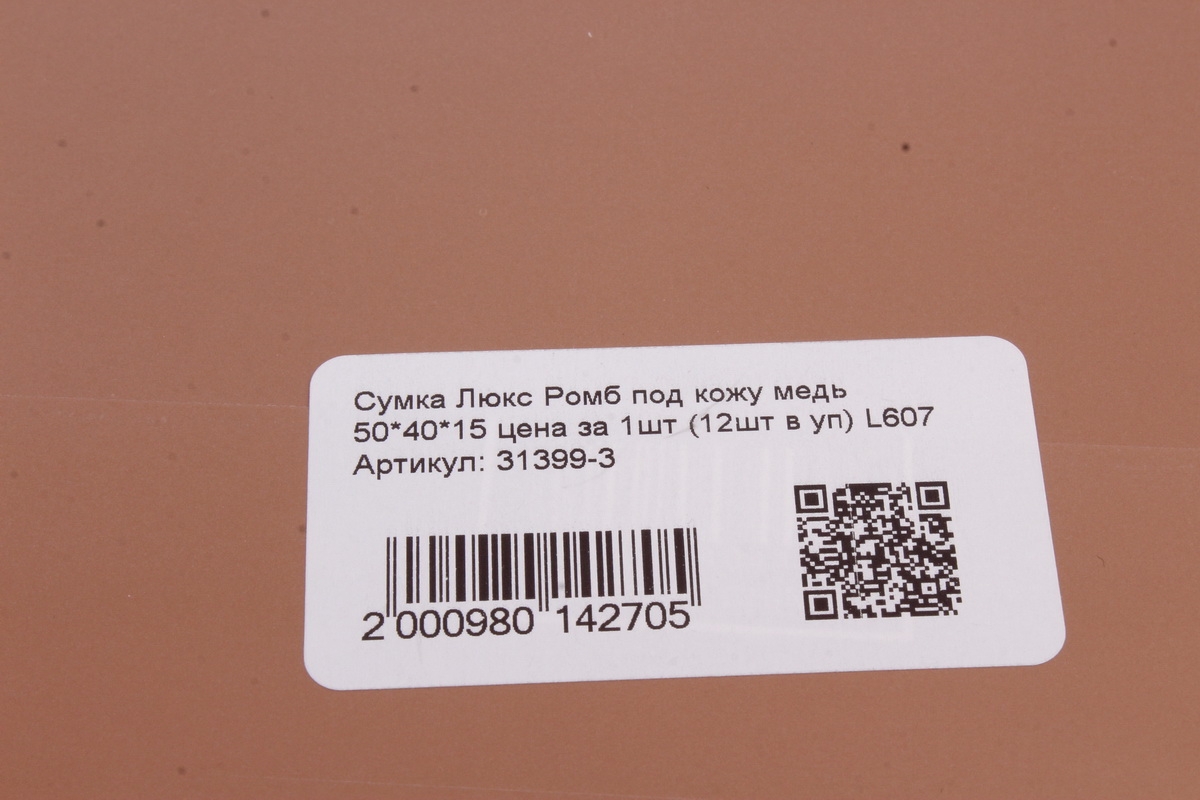 Сумка Люкс Ромб под кожу медь
50*40*15 цена за 1шт (12шт в уп) L607
Артикул: 31399-3
2 000980 142705